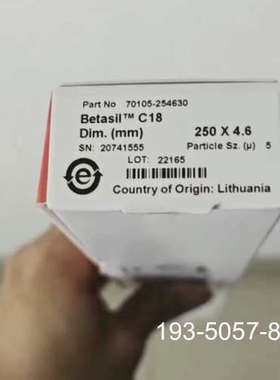 Part No 70105-254630
Betasil™ C18
Dim. (mm) 250 X 4.6
SN: 20741555 Particle Sz. (µ) 5
LOT: 22165
e
Country of Origin: Lithuania
193-5057-8